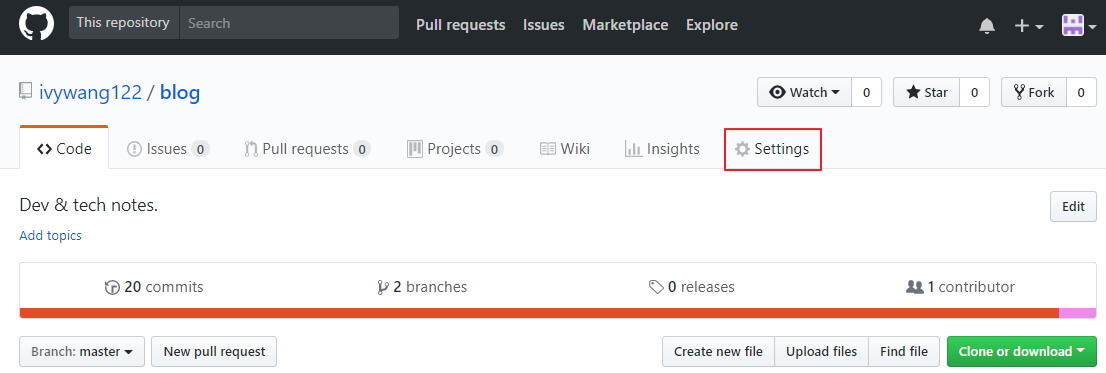 This repository Search Pull requests Issues Marketplace Explore
ivywang122 / blog Watch 0 Star 0 Fork 0
Code Issues 0 Pull requests 0 Projects 0 Wiki Insights Settings
Dev & tech notes. Edit
Add topics
20 commits 2 branches 0 releases 1 contributor
Branch: master New pull request Create new file Upload files Find file Clone or download